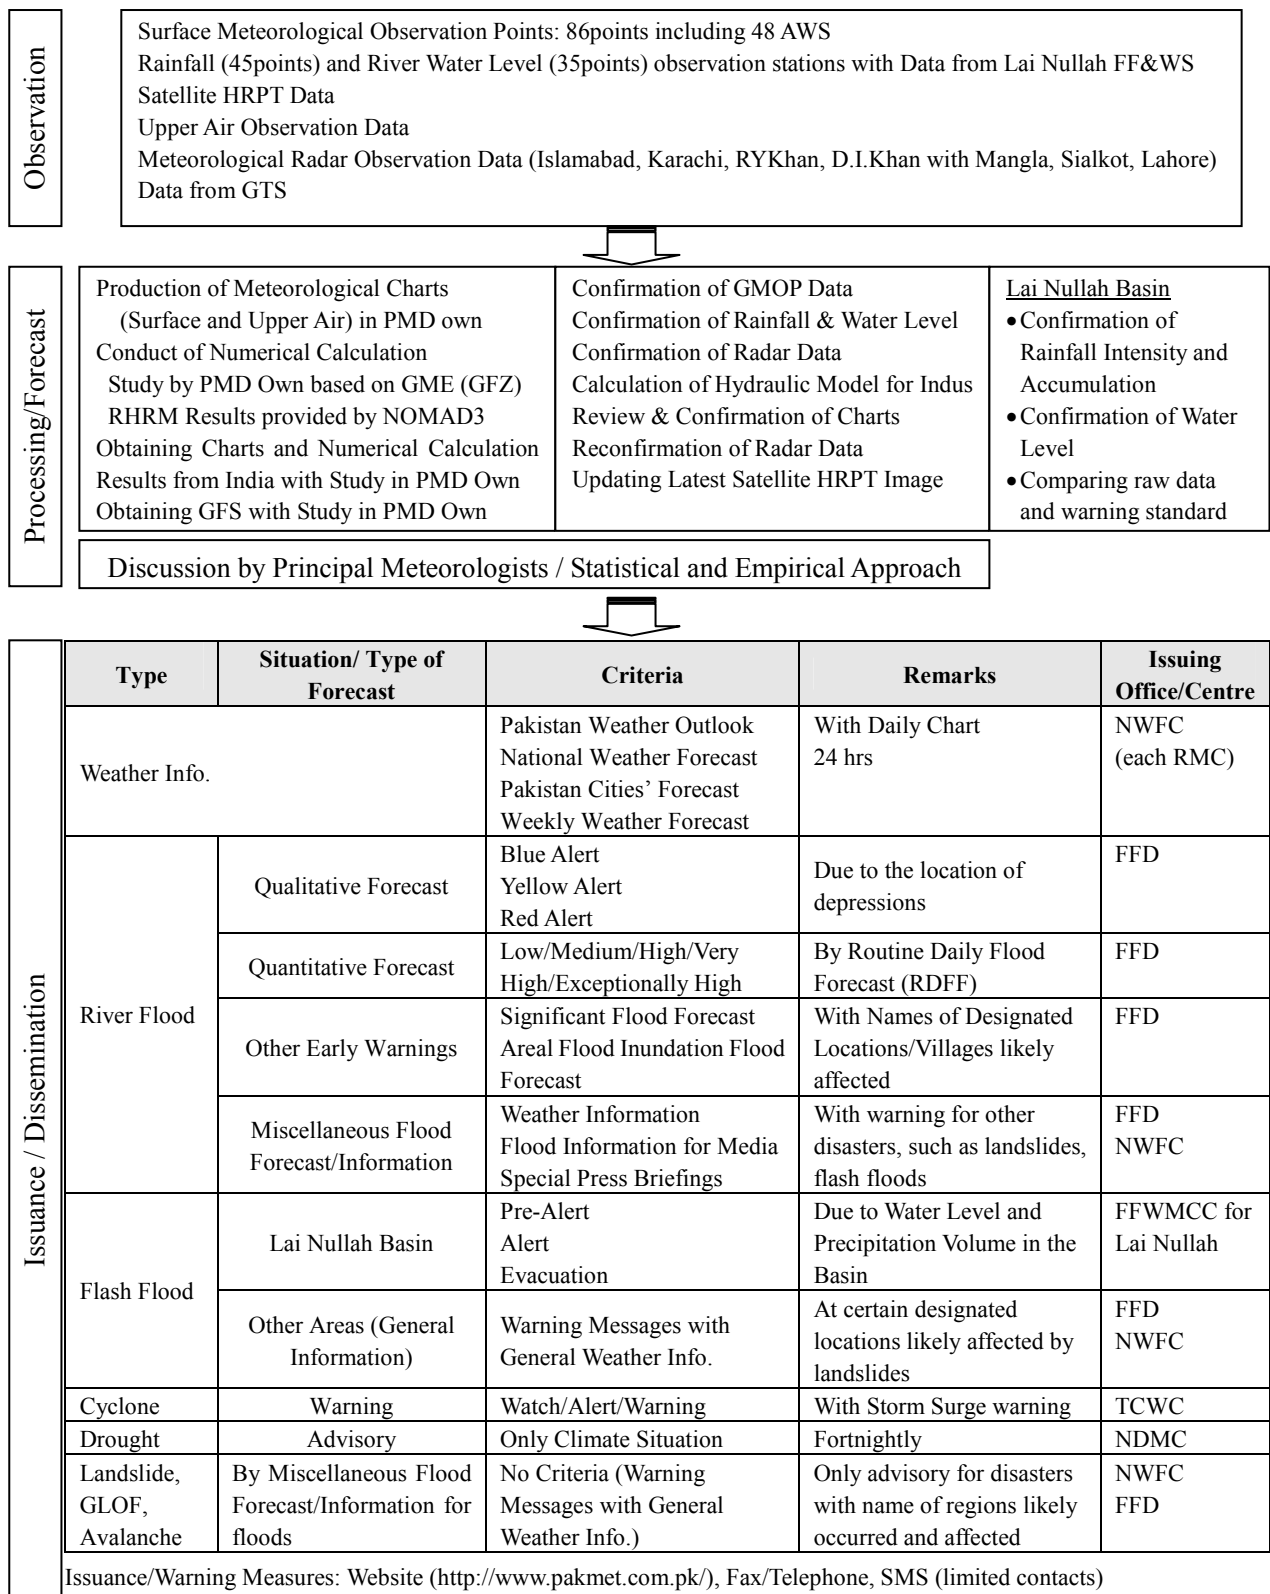 Observation
Surface Meteorological Observation Points: 86points including 48 AWS
Rainfall (45points) and River Water Level (35points) observation stations with Data from Lai Nullah FF&WS
Satellite HRPT Data
Upper Air Observation Data
Meteorological Radar Observation Data (Islamabad, Karachi, RYKhan, D.I.Khan with Mangla, Sialkot, Lahore)
Data from GTS
Processing/Forecast
Production of Meteorological Charts
(Surface and Upper Air) in PMD own
Conduct of Numerical Calculation
Study by PMD Own based on GME (GFZ)
RHRM Results provided by NOMAD3
Obtaining Charts and Numerical Calculation
Results from India with Study in PMD Own
Obtaining GFS with Study in PMD Own
Confirmation of GMOP Data
Confirmation of Rainfall & Water Level
Confirmation of Radar Data
Calculation of Hydraulic Model for Indus
Review & Confirmation of Charts
Reconfirmation of Radar Data
Updating Latest Satellite HRPT Image
Lai Nullah Basin
•Confirmation of
Rainfall Intensity and
Accumulation
•Confirmation of Water
Level
•Comparing raw data
and warning standard
Discussion by Principal Meteorologists / Statistical and Empirical Approach
Issuance / Dissemination
Type
Situation/ Type of
Forecast
Criteria
Remarks
Issuing
Office/Centre
Weather Info.
Pakistan Weather Outlook
National Weather Forecast
Pakistan Cities’ Forecast
Weekly Weather Forecast
With Daily Chart
24 hrs
NWFC
(each RMC)
River Flood
Qualitative Forecast
Blue Alert
Yellow Alert
Red Alert
Due to the location of
depressions
FFD
Quantitative Forecast
Low/Medium/High/Very
High/Exceptionally High
By Routine Daily Flood
Forecast (RDFF)
FFD
Other Early Warnings
Significant Flood Forecast
Areal Flood Inundation Flood
Forecast
With Names of Designated
Locations/Villages likely
affected
FFD
Miscellaneous Flood
Forecast/Information
Weather Information
Flood Information for Media
Special Press Briefings
With warning for other
disasters, such as landslides,
flash floods
FFD
NWFC
Flash Flood
Lai Nullah Basin
Pre-Alert
Alert
Evacuation
Due to Water Level and
Precipitation Volume in the
Basin
FFWMCC for
Lai Nullah
Other Areas (General
Information)
Warning Messages with
General Weather Info.
At certain designated
locations likely affected by
landslides
FFD
NWFC
Cyclone
Warning
Watch/Alert/Warning
With Storm Surge warning
TCWC
Drought
Advisory
Only Climate Situation
Fortnightly
NDMC
Landslide,
GLOF,
Avalanche
By Miscellaneous Flood
Forecast/Information for
floods
No Criteria (Warning
Messages with General
Weather Info.)
Only advisory for disasters
with name of regions likely
occurred and affected
NWFC
FFD
Issuance/Warning Measures: Website (http://www.pakmet.com.pk/), Fax/Telephone, SMS (limited contacts)